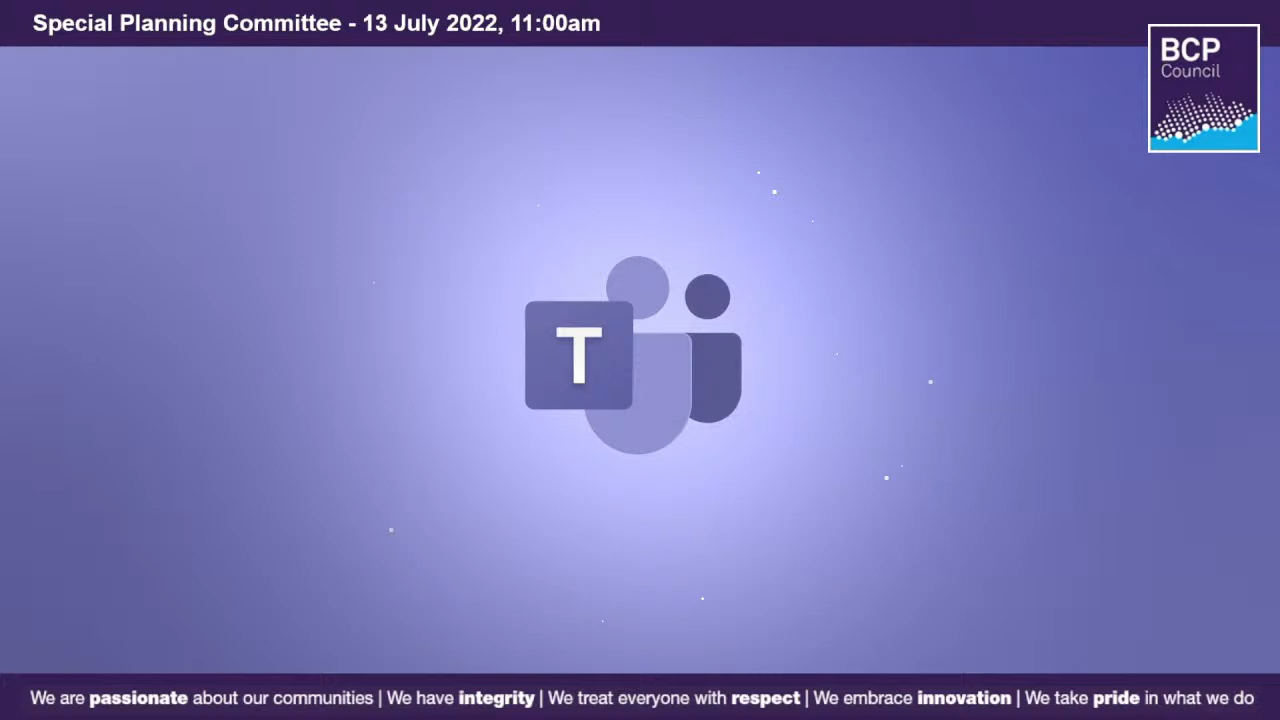 Special Planning Committee - 13 July 2022, 11:00am
BCP
Council
T
We are passionate about our communities | We have integrity | We treat everyone with respect | We embrace innovation | We take pride in what we do